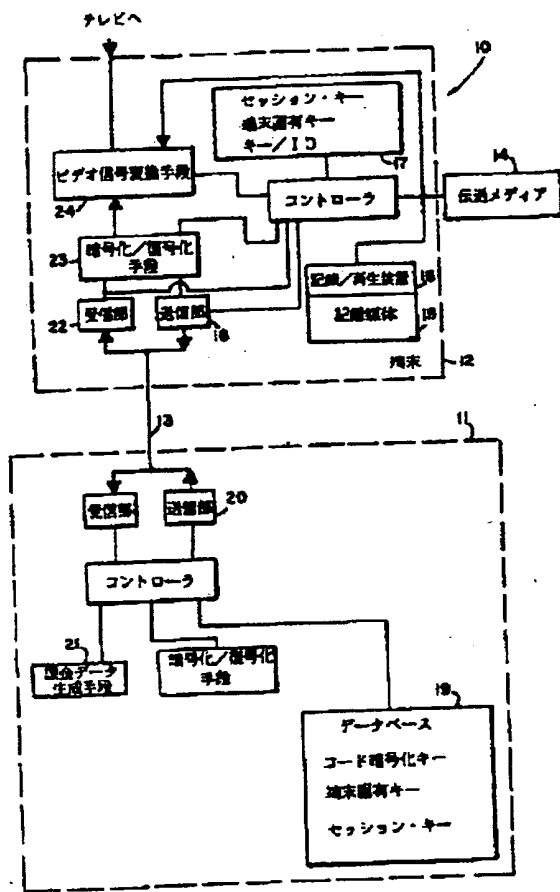 テレビへ
10
セッション・キー
端末固有キー
キー/ID
17
14
ビデオ信号変換手段
24
コントローラ
伝送メディア
23
暗号化/復号化
手段
記録/再生装置
16
22
受信部
送信部
18
記録媒体
15
端末
12
13
11
受信部
送信部
20
コントローラ
21
課金データ
生成手段
暗号化/復号化
手段
19
データベース
コード暗号化キー
端末固有キー
セッション・キー